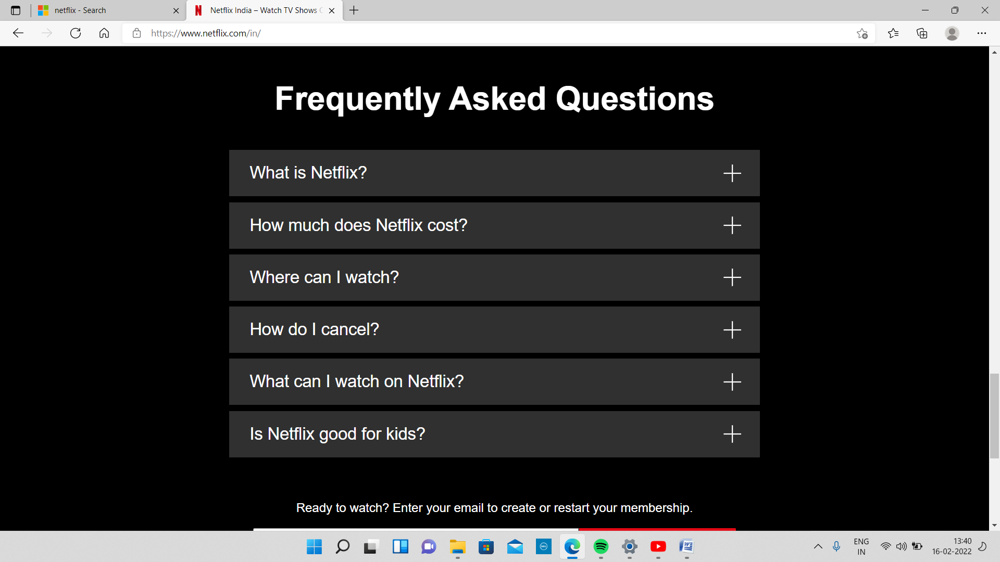 netflix - Search
Netflix India – Watch TV Shows
https://www.netflix.com/in/
Frequently Asked Questions
What is Netflix?
How much does Netflix cost?
Where can I watch?
How do I cancel?
What can I watch on Netflix?
Is Netflix good for kids?
Ready to watch? Enter your email to create or restart your membership.
ENG
IN
13:40
16-02-2022